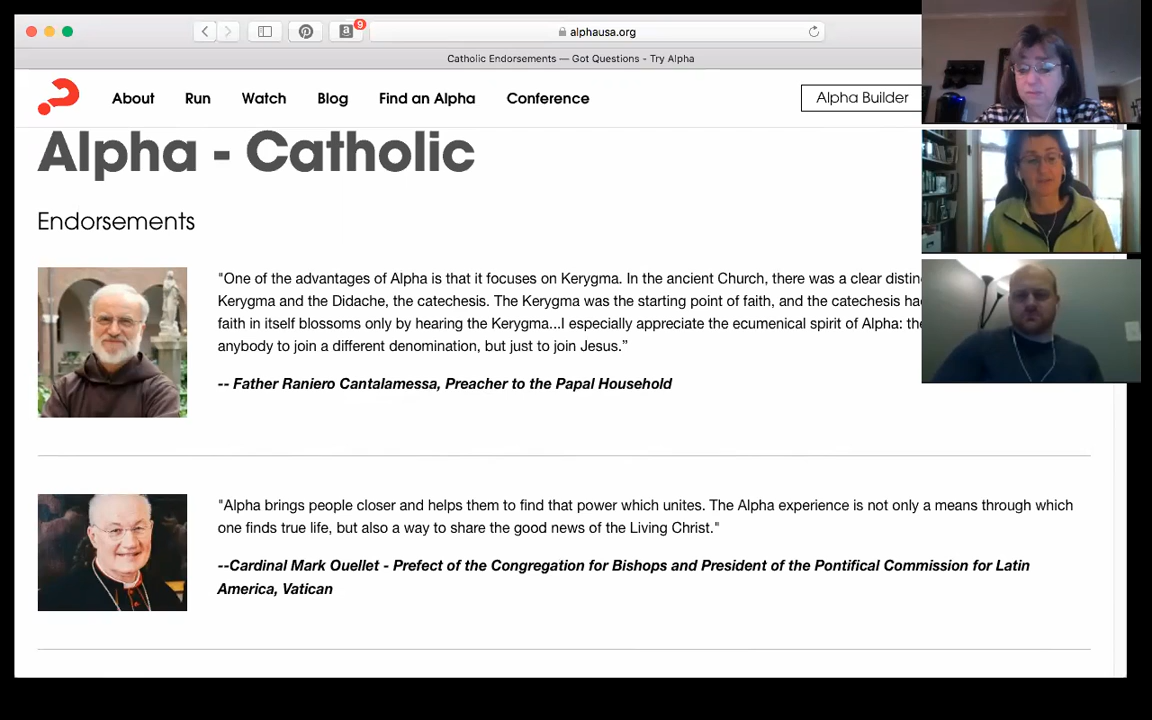 9
alphausa.org
Catholic Endorsements — Got Questions - Try Alpha
About Run Watch Blog Find an Alpha Conference Alpha Builder
Alpha - Catholic
Endorsements
"One of the advantages of Alpha is that it focuses on Kerygma. In the ancient Church, there was a clear
Kerygma and the Didache, the catechesis. The Kerygma was the starting point of faith, and the catechesis
faith in itself blossoms only by hearing the Kerygma...I especially appreciate the ecumenical spirit of Alpha:
anybody to join a different denomination, but just to join Jesus.”
-- Father Raniero Cantalamessa, Preacher to the Papal Household
"Alpha brings people closer and helps them to find that power which unites. The Alpha experience is not only a means through which
one finds true life, but also a way to share the good news of the Living Christ."
--Cardinal Mark Ouellet - Prefect of the Congregation for Bishops and President of the Pontifical Commission for Latin
America, Vatican